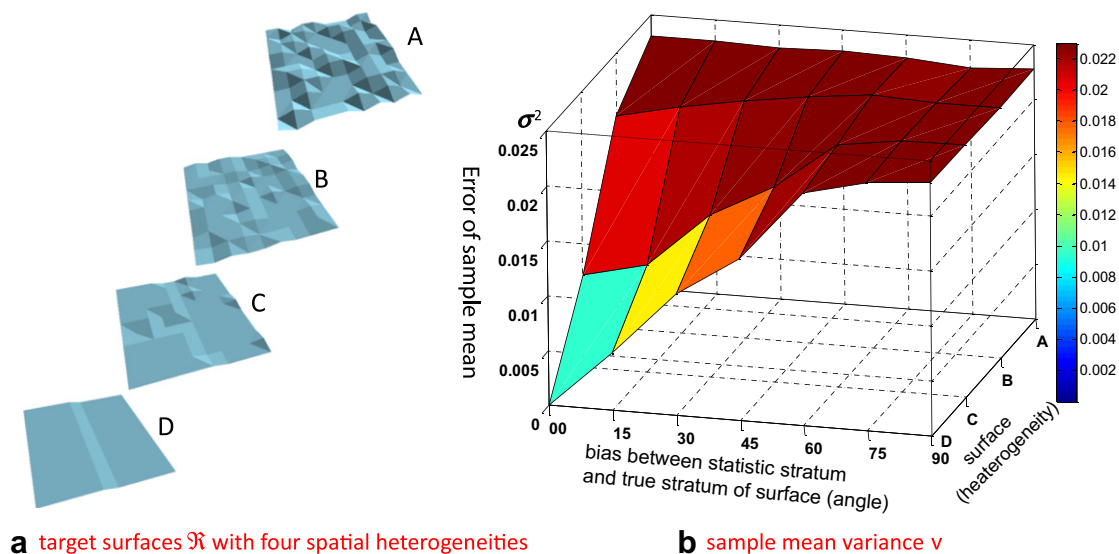 A
B
C
D
σ²
0.025
0.02
0.015
0.01
0.005
0
Error of sample mean
00
15
30
45
60
75
90
bias between statistic stratum
and true stratum of surface (angle)
A
B
C
D
surface
(heaterogeneity)
0.022
0.020
0.018
0.016
0.014
0.012
0.010
0.008
0.006
0.004
0.002
a target surfaces ℜ with four spatial heterogeneities
b sample mean variance v